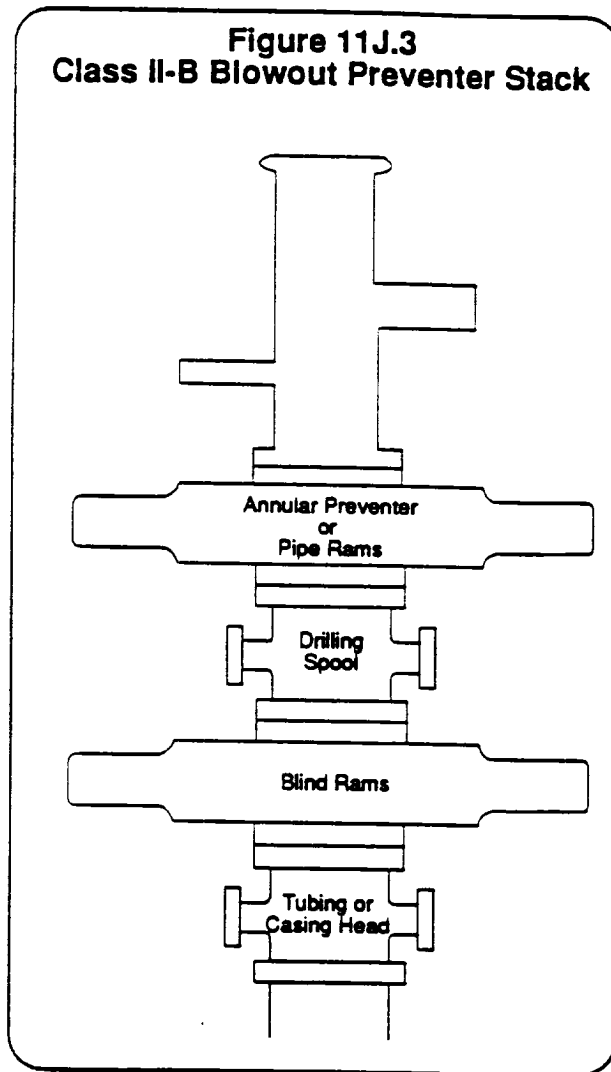 Figure 11J.3
Class II-B Blowout Preventer Stack
Annular Preventer
or
Pipe Rams
Drilling
Spool
Blind Rams
Tubing or
Casing Head